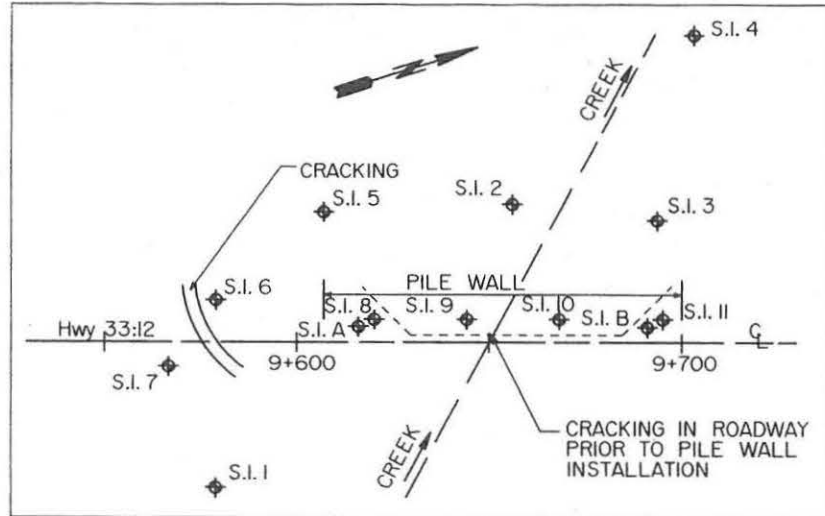 S.I. 4
CREEK
CRACKING
S.I. 5
S.I. 2
S.I. 3
S.I. 6
PILE WALL
S.I. 8
S.I. 9
S.I. 10
S.I. 11
S.I. A
S.I. B
Hwy 33:12
C L
S.I. 7
9+600
9+700
CREEK
CRACKING IN ROADWAY
PRIOR TO PILE WALL
INSTALLATION
S.I. 1